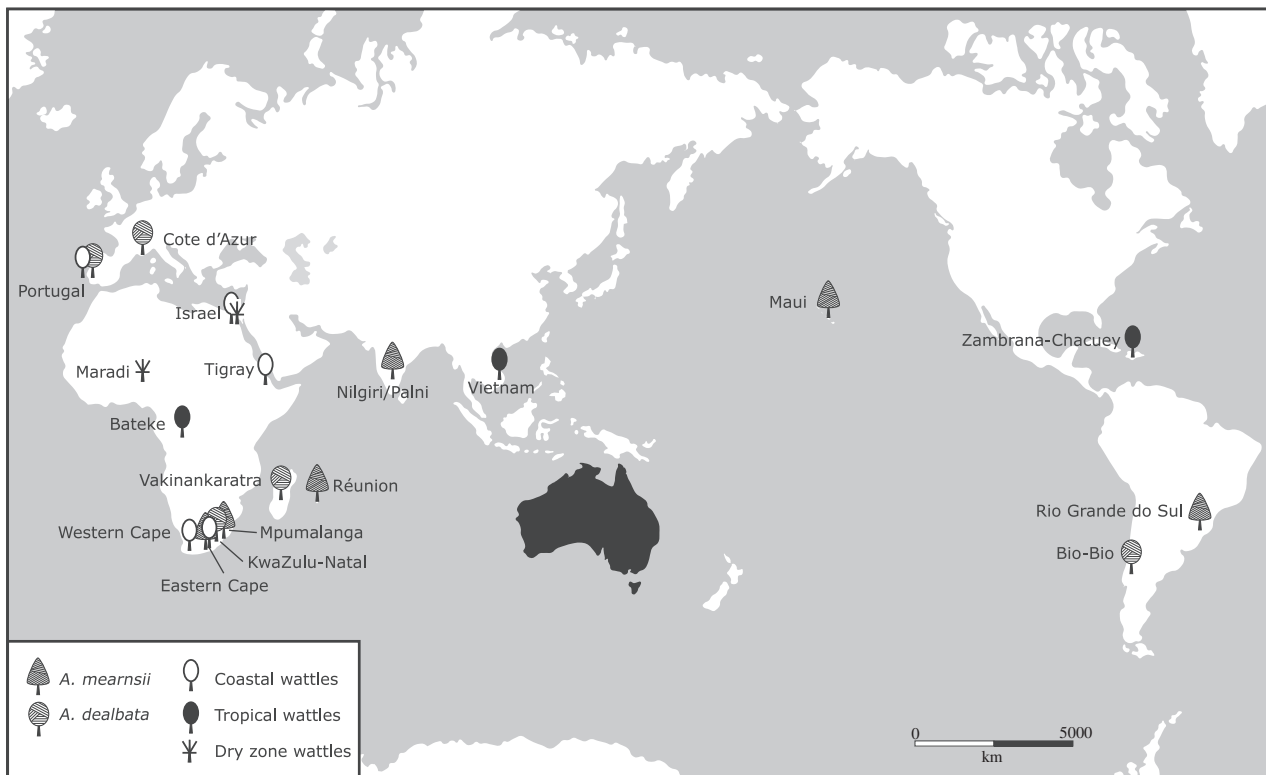 Cote d'Azur
Portugal
Israel
Maui
Zambrana-Chacuey
Maradi
Tigray
Nilgiri/Palni
Vietnam
Bateke
Vakinankaratra
Réunion
Rio Grande do Sul
Western Cape
Mpumalanga
Bio-Bio
KwaZulu-Natal
Eastern Cape
A. mearnsii
Coastal wattles
A. dealbata
Tropical wattles
Dry zone wattles
0 5000
km